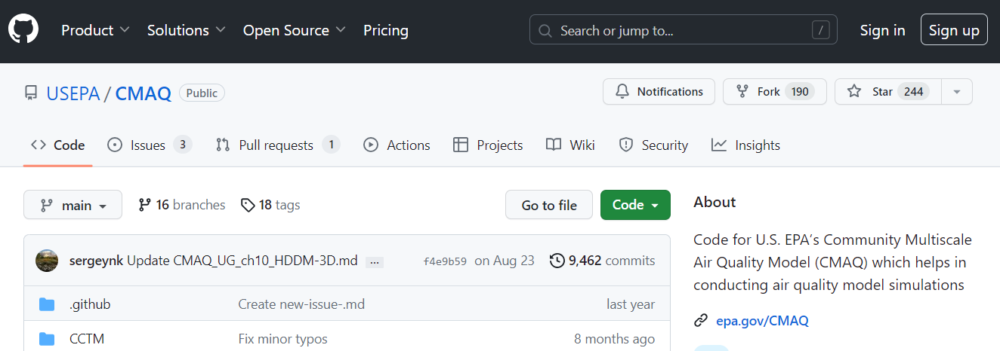 Product Solutions Open Source Pricing Search or jump to... / Sign in Sign up
USEPA / CMAQ Public Notifications Fork 190 Star 244
Code Issues 3 Pull requests 1 Actions Projects Wiki Security Insights
main 16 branches 18 tags Go to file Code
sergeynk Update CMAQ_UG_ch10_HDDM-3D.md ... f4e9b59 on Aug 23 9,462 commits
.github Create new-issue-.md last year
CCTM Fix minor typos 8 months ago
About
Code for U.S. EPA’s Community Multiscale
Air Quality Model (CMAQ) which helps in
conducting air quality model simulations
epa.gov/CMAQ